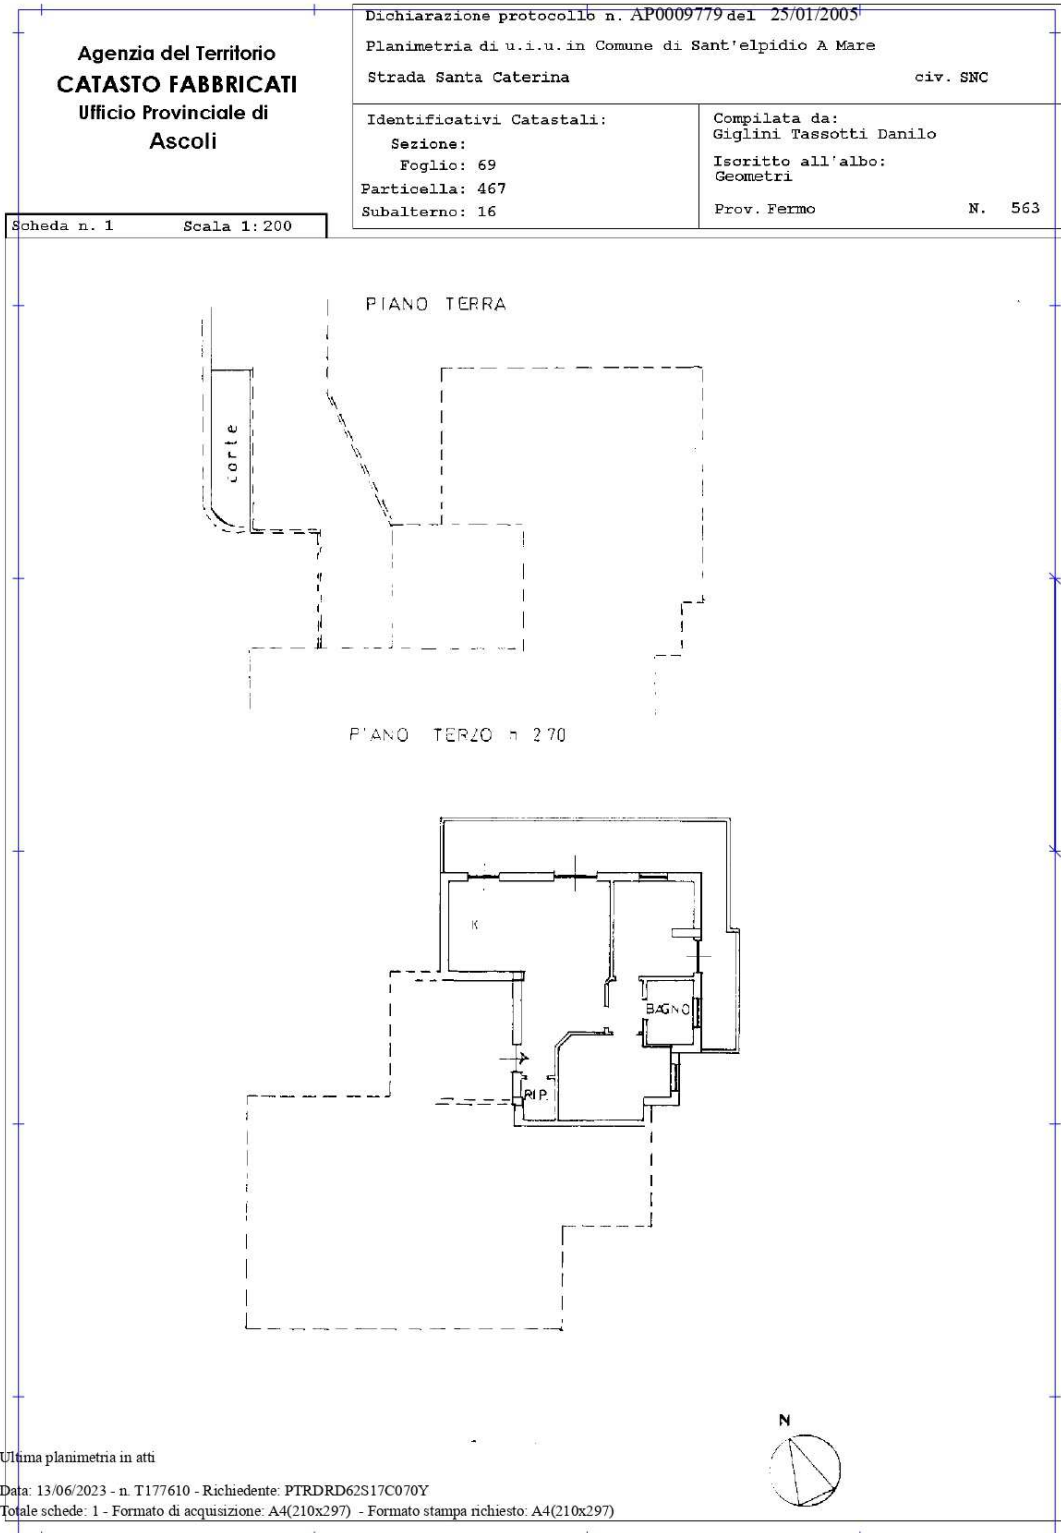 Agenzia del Territorio
CATASTO FABBRICATI
Ufficio Provinciale di
Ascoli
Dichiarazione protocollo n. AP0009779 del 25/01/2005
Planimetria di u.i.u. in Comune di Sant'elpidio A Mare
Strada Santa Caterina civ. SNC
Identificativi Catastali:
Sezione:
Foglio: 69
Particella: 467
Subalterno: 16
Compilata da:
Giglini Tassotti Danilo
Iscritto all'albo:
Geometri
Prov. Fermo N. 563
Scheda n. 1 Scala 1:200
PIANO TERRA
corte
PIANO TERZO h 2.70
K
BAGNO
RIP.
N
Ultima planimetria in atti
Data: 13/06/2023 - n. T177610 - Richiedente: PTRDRD62S17C070Y
Totale schede: 1 - Formato di acquisizione: A4(210x297) - Formato stampa richiesto: A4(210x297)